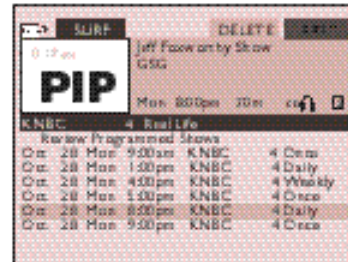 SURF DELETE
Jeff Foxworthy Show
GSG
PIP
Mon 8:00pm 30m
KNBC 4 Real Life
Review Programmed Shows
Oct 28 Mon 9:00am KNBC 4 Once
Oct 28 Mon 1:00pm KNBC 4 Daily
Oct 28 Mon 4:00pm KNBC 4 Weekly
Oct 28 Mon 5:00pm KNBC 4 Once
Oct 28 Mon 8:00pm KNBC 4 Daily
Oct 28 Mon 9:00pm KNBC 4 Once